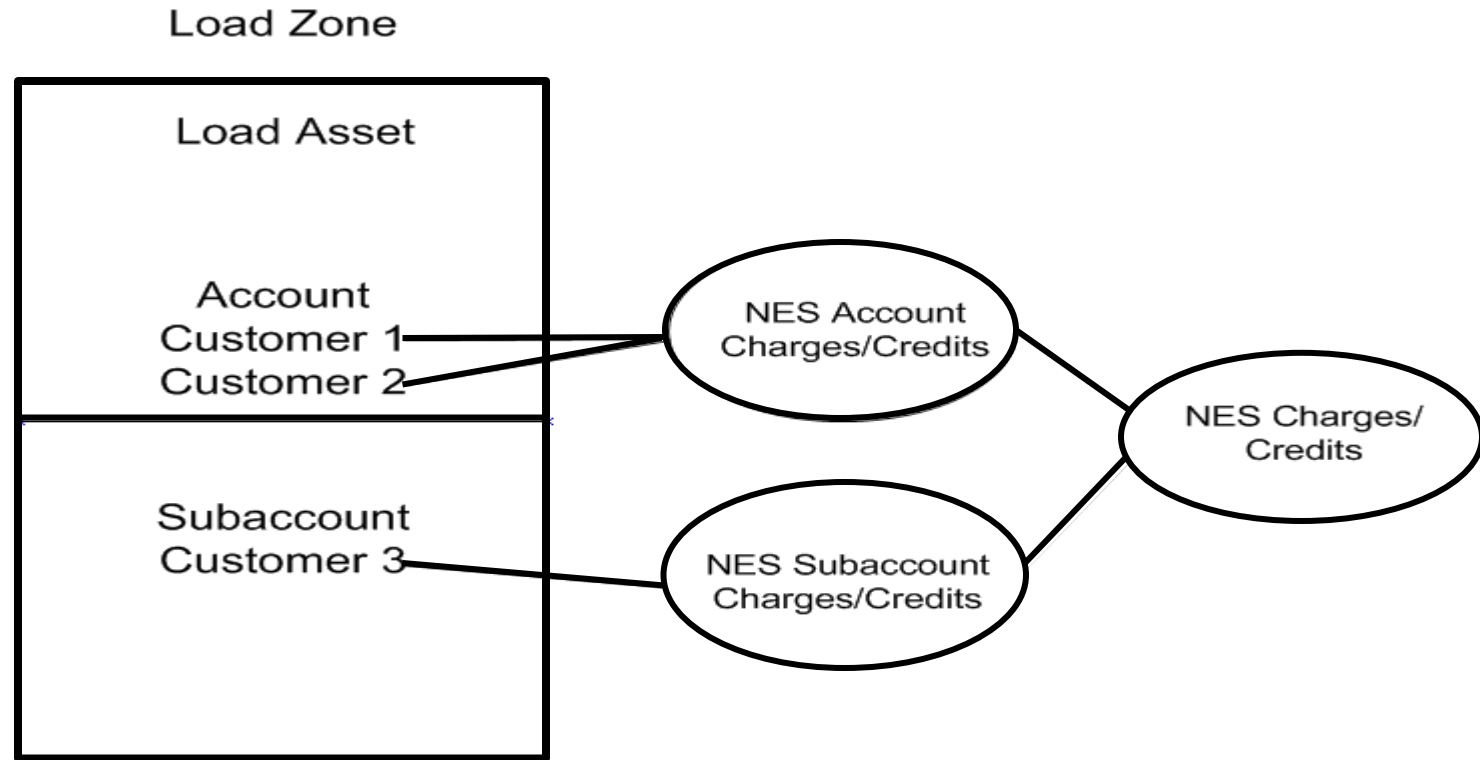 Load Zone
Load Asset
Account
Customer 1
Customer 2
Subaccount
Customer 3
NES Account
Charges/Credits
NES Subaccount
Charges/Credits
NES Charges/
Credits